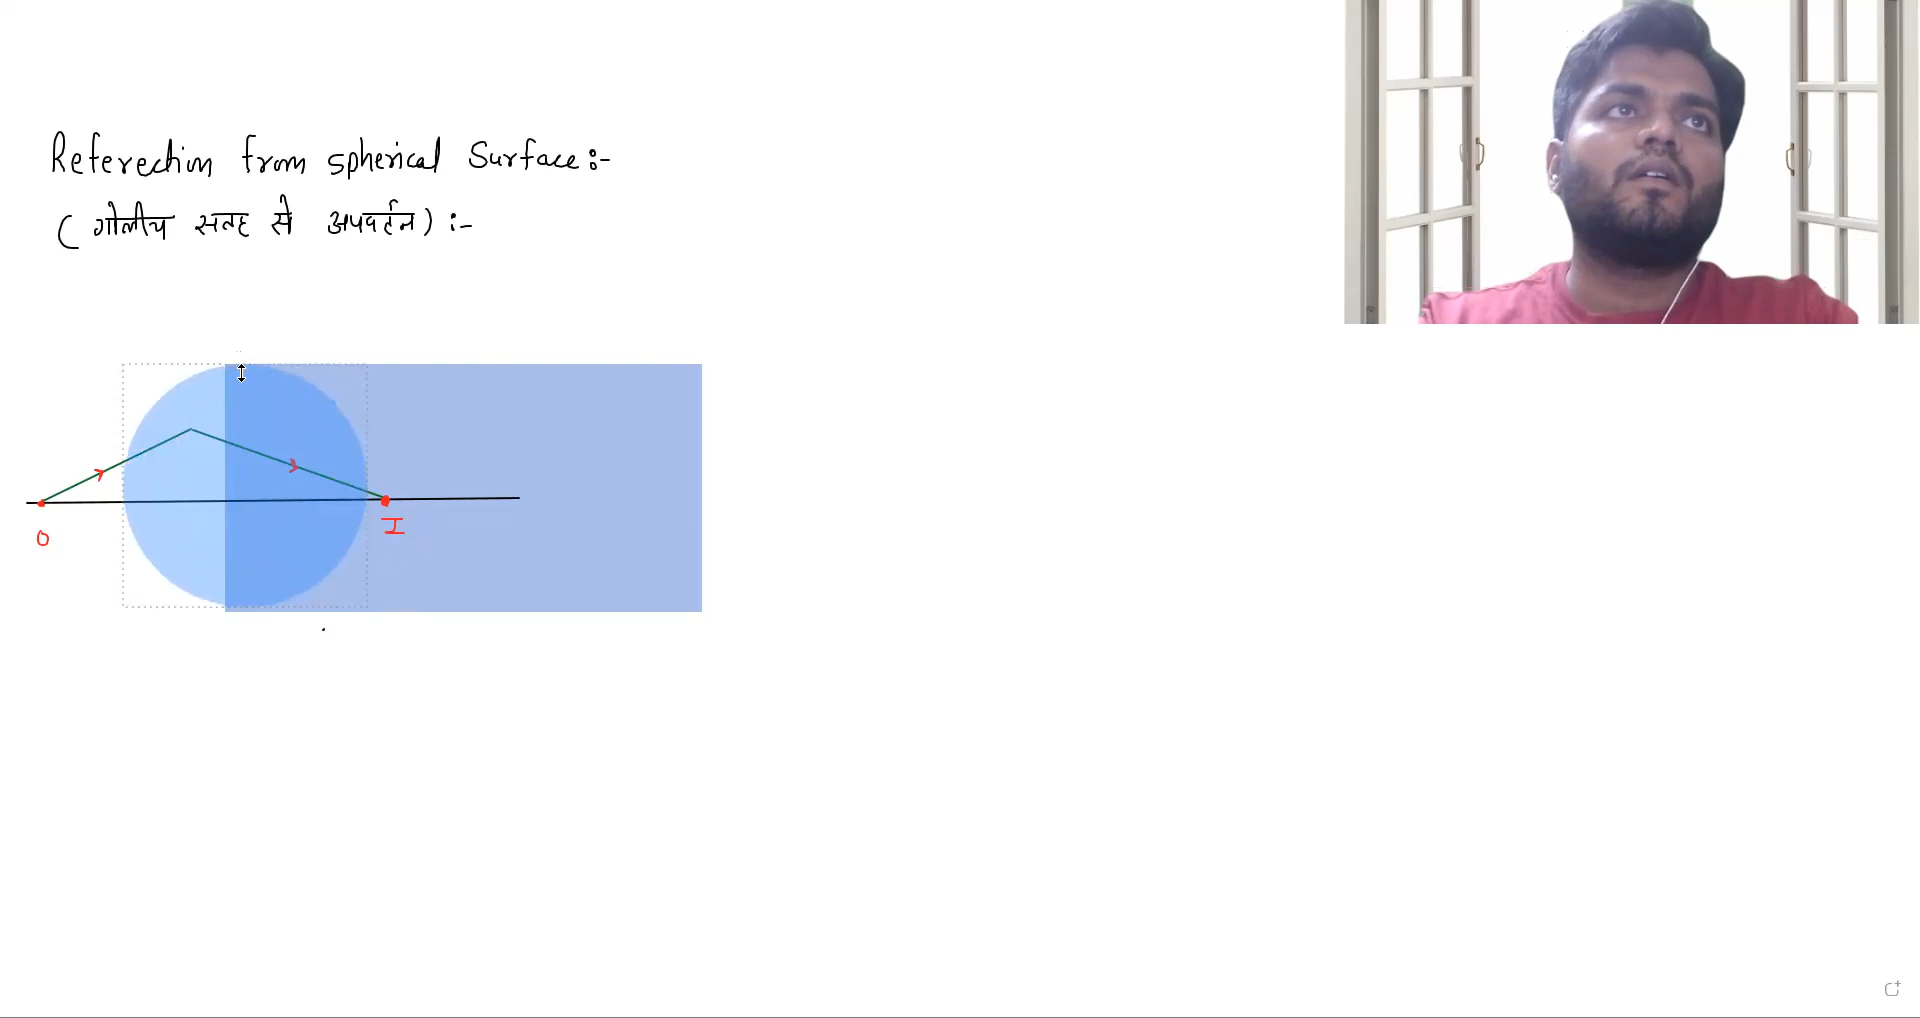 Referection from spherical Surface:-
( गोलीय सतह से अपवर्तन) :-
O
I